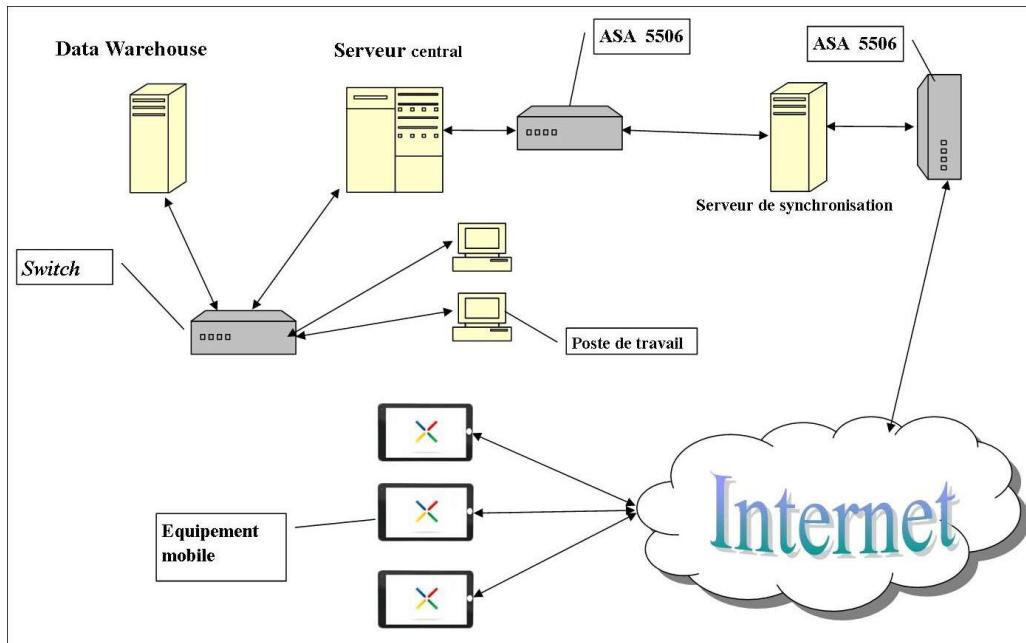 Data Warehouse
Serveur central
ASA 5506
ASA 5506
Serveur de synchronisation
Switch
Poste de travail
Equipement
mobile
Internet